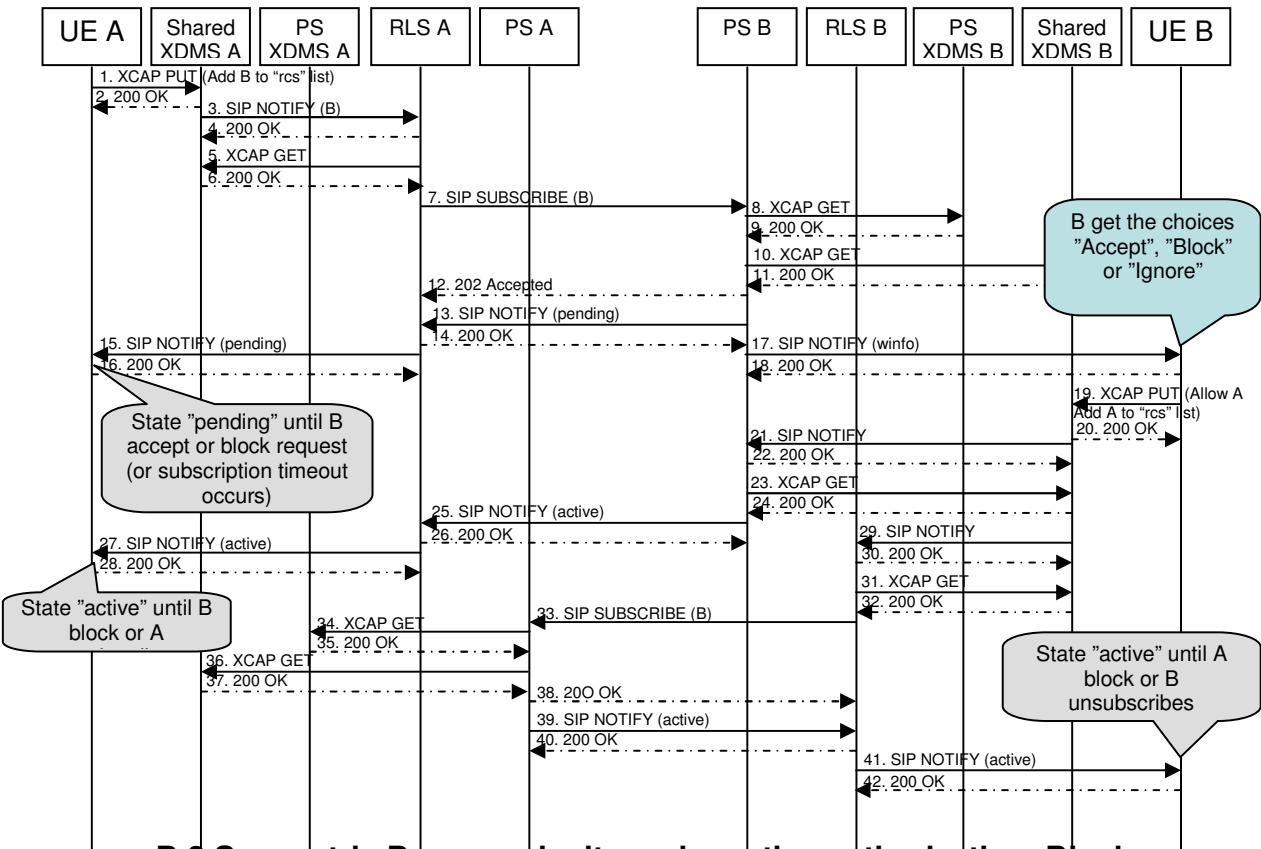 UE A
Shared
XDMS A
PS
XDMS A
RLS A
PS A
PS B
RLS B
PS
XDMS B
Shared
XDMS B
UE B
1. XCAP PUT (Add B to “rcs” list)
2. 200 OK
3. SIP NOTIFY (B)
4. 200 OK
5. XCAP GET
6. 200 OK
7. SIP SUBSCRIBE (B)
8. XCAP GET
9. 200 OK
10. XCAP GET
11. 200 OK
B get the choices
”Accept”, ”Block”
or ”Ignore”
12. 202 Accepted
13. SIP NOTIFY (pending)
14. 200 OK
15. SIP NOTIFY (pending)
16. 200 OK
17. SIP NOTIFY (winfo)
18. 200 OK
State ”pending” until B
accept or block request
(or subscription timeout
occurs)
19. XCAP PUT (Allow A
Add A to “rcs” list)
20. 200 OK
21. SIP NOTIFY
22. 200 OK
23. XCAP GET
24. 200 OK
25. SIP NOTIFY (active)
26. 200 OK
27. SIP NOTIFY (active)
28. 200 OK
29. SIP NOTIFY
30. 200 OK
31. XCAP GET
32. 200 OK
State ”active” until B
block or A
33. SIP SUBSCRIBE (B)
34. XCAP GET
35. 200 OK
36. XCAP GET
37. 200 OK
38. 20O OK
39. SIP NOTIFY (active)
40. 200 OK
State ”active” until A
block or B
unsubscribes
41. SIP NOTIFY (active)
42. 200 OK